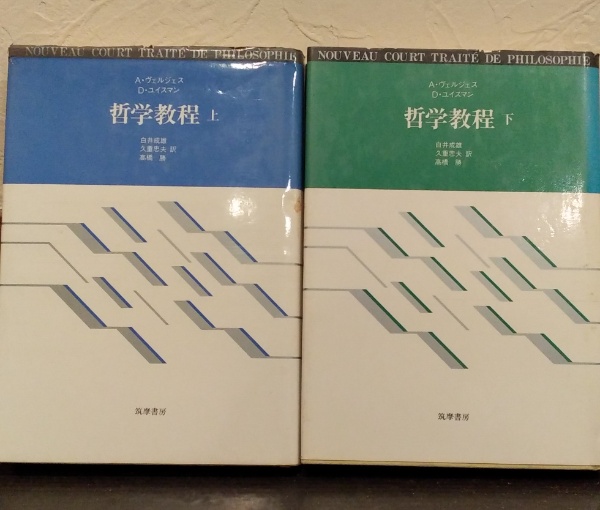 NOUVEAU COURT TRAITÉ DE PHILOSOPHIE
A・ヴェルジェス
D・ユイスマン
哲学教程 上
白井成雄
久重忠夫 訳
高橋 勝
筑摩書房
NOUVEAU COURT TRAITÉ DE PHILOSOPHIE
A・ヴェルジェス
D・ユイスマン
哲学教程 下
白井成雄
久重忠夫 訳
高橋 勝
筑摩書房